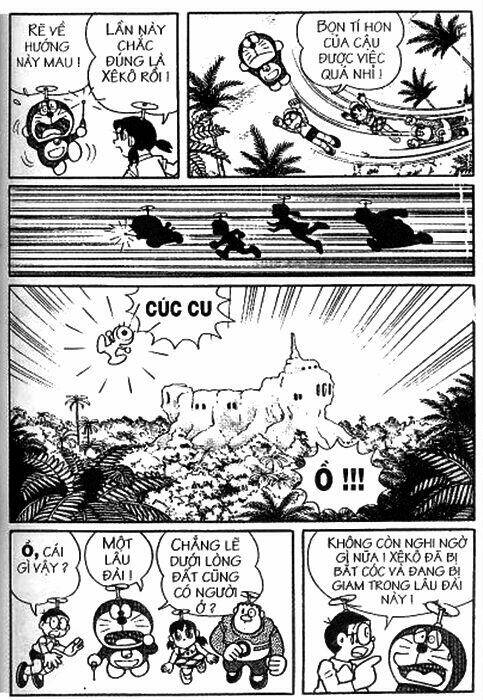 RẼ VỀ
HƯỚNG
NÀY MAU !
LẦN NÀY
CHẮC
ĐÚNG LÀ
XÊKÔ RỒI !
BỌN TÍ HON
CỦA CẬU
ĐƯỢC VIỆC
QUÁ NHỈ !
CÚC CU
Ồ !!!
Ồ, CÁI
GÌ VẬY ?
MỘT
LÂU
ĐÀI !
CHẲNG LẼ
DƯỚI LÒNG
ĐẤT CŨNG
CÓ NGƯỜI
Ở ?
KHÔNG CÒN NGHI NGỜ
GÌ NỮA ! XÊKÔ ĐÃ BỊ
BẮT CÓC VÀ ĐANG BỊ
GIAM TRONG LÂU ĐÀI
NÀY !